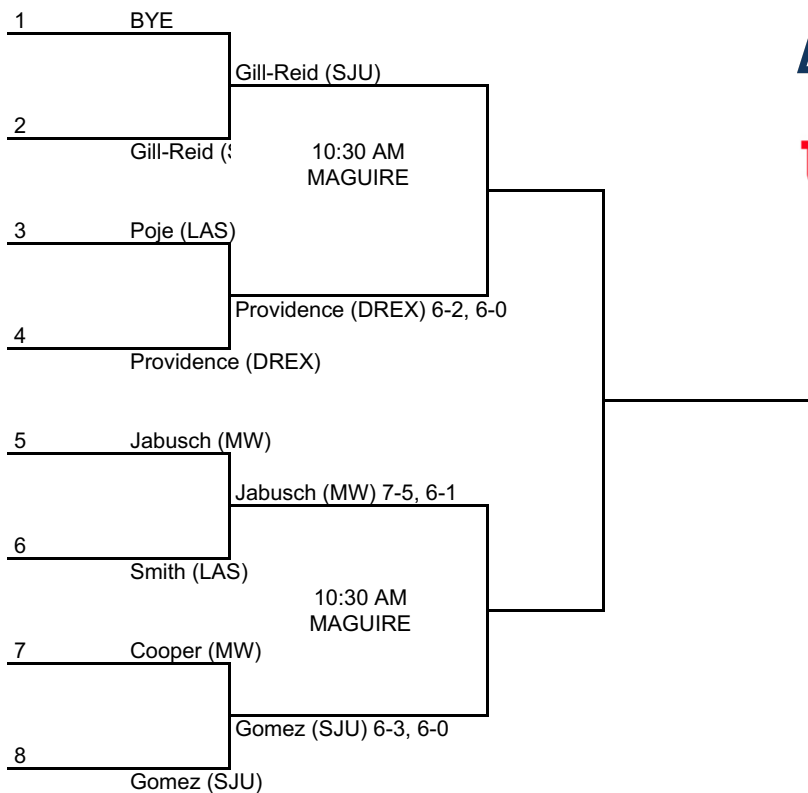 1 BYE
Gill-Reid (SJU)
2
Gill-Reid (
10:30 AM
MAGUIRE
3 Poje (LAS)
Providence (DREX) 6-2, 6-0
4
Providence (DREX)
5 Jabusch (MW)
Jabusch (MW) 7-5, 6-1
6
Smith (LAS)
10:30 AM
MAGUIRE
7 Cooper (MW)
Gomez (SJU) 6-3, 6-0
8
Gomez (SJU)